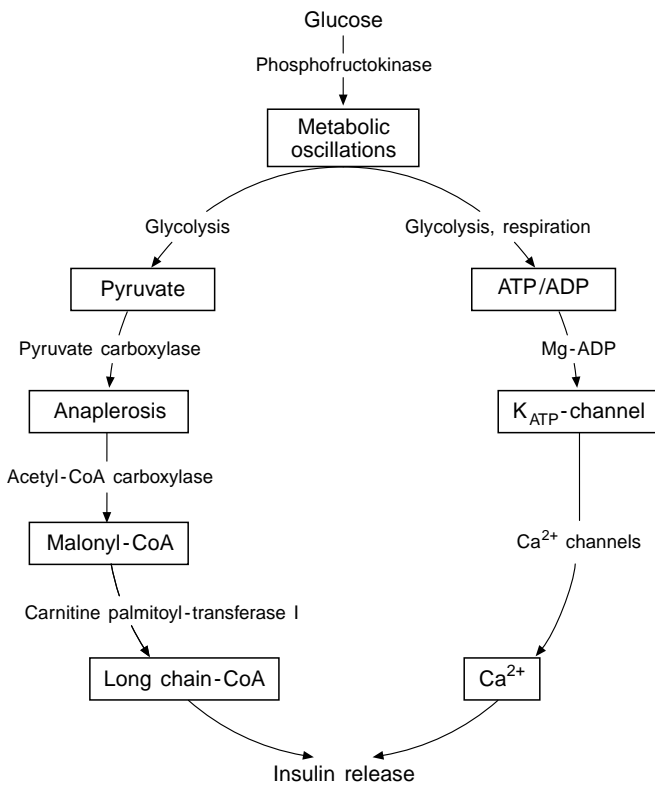 Glucose
Phosphofructokinase
Metabolic
oscillations
Glycolysis
Glycolysis, respiration
Pyruvate
ATP/ADP
Pyruvate carboxylase
Mg-ADP
Anaplerosis
K_ATP-channel
Acetyl-CoA carboxylase
Malonyl-CoA
Ca²⁺ channels
Carnitine palmitoyl-transferase I
Long chain-CoA
Ca²⁺
Insulin release